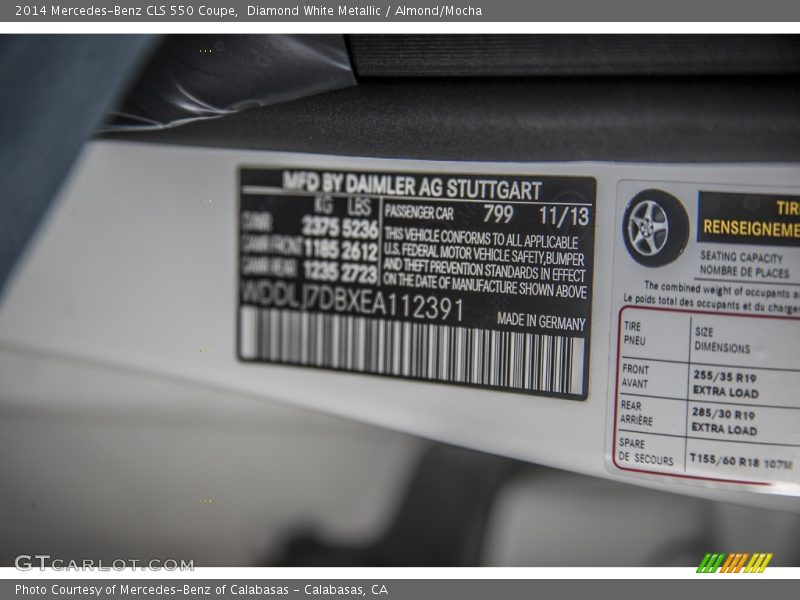 2014 Mercedes-Benz CLS 550 Coupe, Diamond White Metallic / Almond/Mocha
MFD BY DAIMLER AG STUTTGART
KG LBS
GVWR 2375 5236
GAWR FRONT 1185 2612
GAWR REAR 1235 2723
PASSENGER CAR 799 11/13
THIS VEHICLE CONFORMS TO ALL APPLICABLE
U.S. FEDERAL MOTOR VEHICLE SAFETY, BUMPER
AND THEFT PREVENTION STANDARDS IN EFFECT
ON THE DATE OF MANUFACTURE SHOWN ABOVE
WDDLJ7DBXEA112391
MADE IN GERMANY
TIR
RENSEIGNEME
SEATING CAPACITY
NOMBRE DE PLACES
The combined weight of occupants a
Le poids total des occupants et du charge
TIRE
PNEU
SIZE
DIMENSIONS
FRONT
AVANT
255/35 R19
EXTRA LOAD
REAR
ARRIÈRE
285/30 R19
EXTRA LOAD
SPARE
DE SECOURS
T155/60 R18 107M
GTCARLOT.COM
Photo Courtesy of Mercedes-Benz of Calabasas - Calabasas, CA